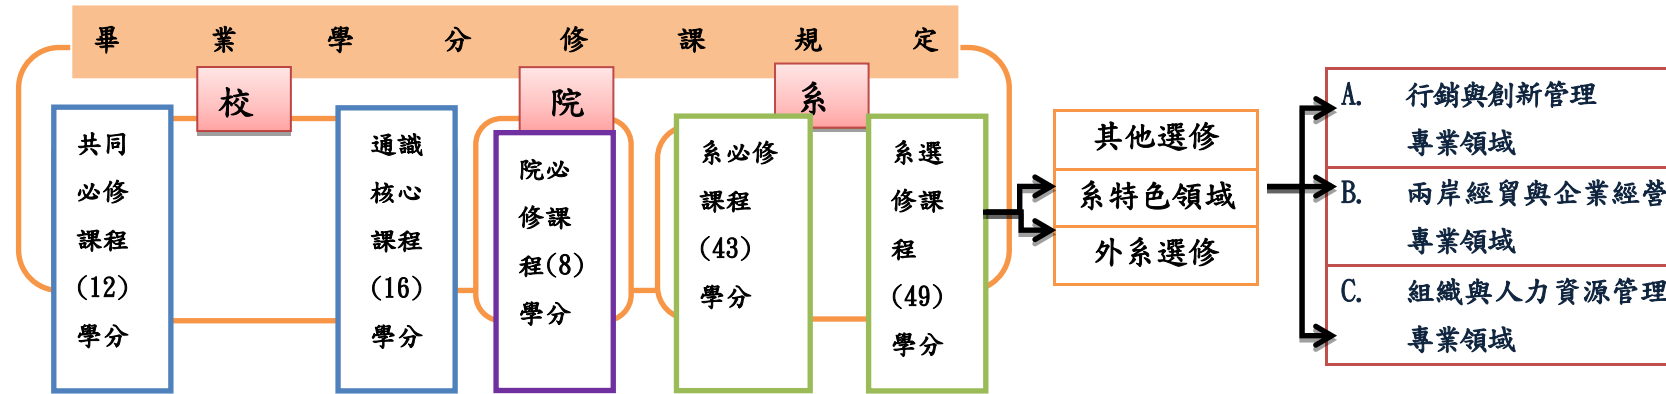 畢業學分修課規定
校
院
系
共同
必修
課程
(12)
學分
通識
核心
課程
(16)
學分
院必
修課
程(8)
學分
系必修
課程
(43)
學分
系選
修課
程
(49)
學分
其他選修
系特色領域
外系選修
A. 行銷與創新管理
專業領域
B. 兩岸經貿與企業經營
專業領域
C. 組織與人力資源管理
專業領域